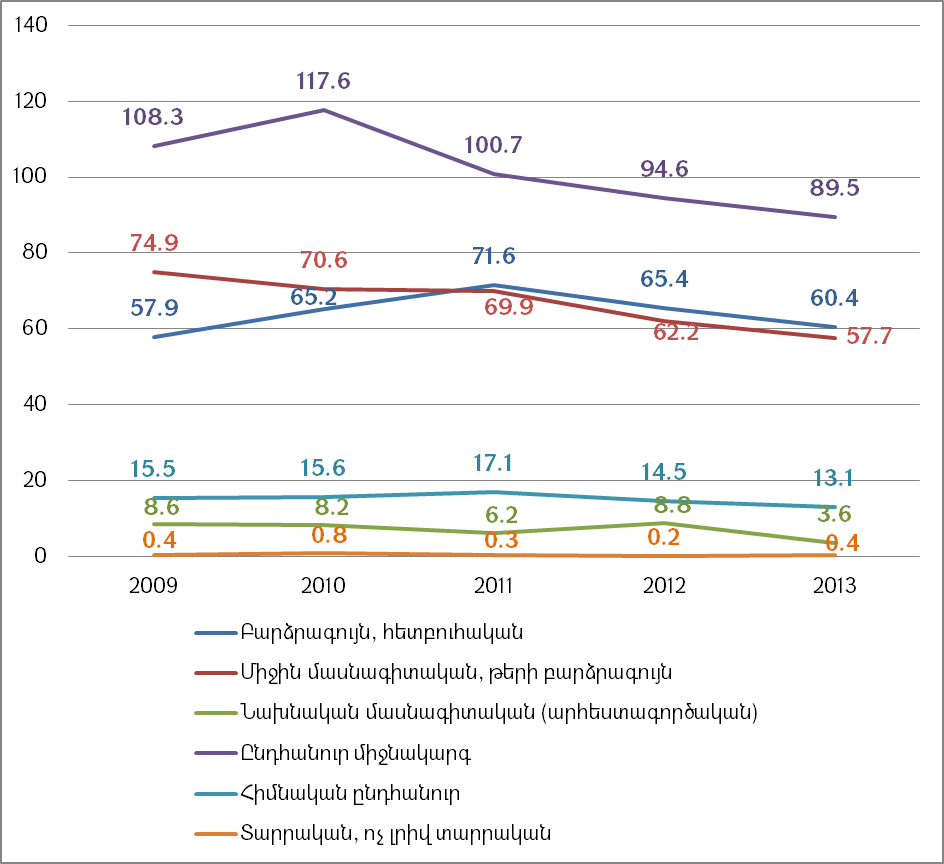 140
120
100
80
60
40
20
0
108.3 117.6 100.7 94.6 89.5
74.9 70.6 69.9 62.2 57.7
57.9 65.2 71.6 65.4 60.4
15.5 15.6 17.1 14.5 13.1
8.6 8.2 6.2 8.8 3.6
0.4 0.8 0.3 0.2 0.4
2009 2010 2011 2012 2013
Բարձրագույն, հետբուհական
Միջին մասնագիտական, թերի բարձրագույն
Նախնական մասնագիտական (արհեստագործական)
Ընդհանուր միջնակարգ
Հիմնական ընդհանուր
Տարրական, ոչ լրիվ տարրական